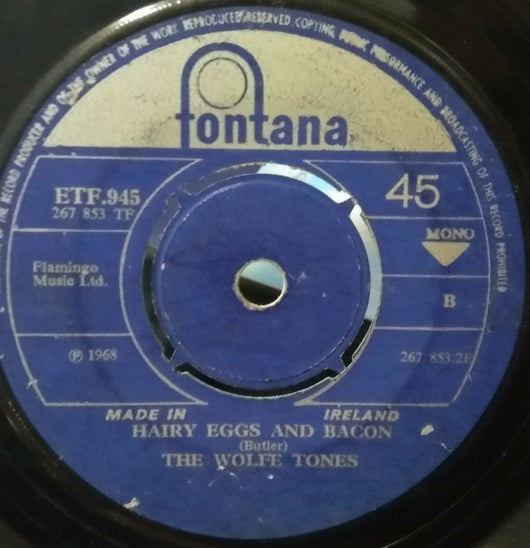 OF THE RECORD PRODUCER AND OF THE OWNER OF THE WORK REPRODUCED RESERVED COPYING, PUBLIC PERFORMANCE AND BROADCASTING OF THIS RECORD PROHIBITED
fontana
ETF.945
267 853 TF
45
MONO
Flamingo
Music Ltd.
B
℗ 1968
267 853.2F
MADE IN IRELAND
HAIRY EGGS AND BACON
(Butler)
THE WOLFE TONES